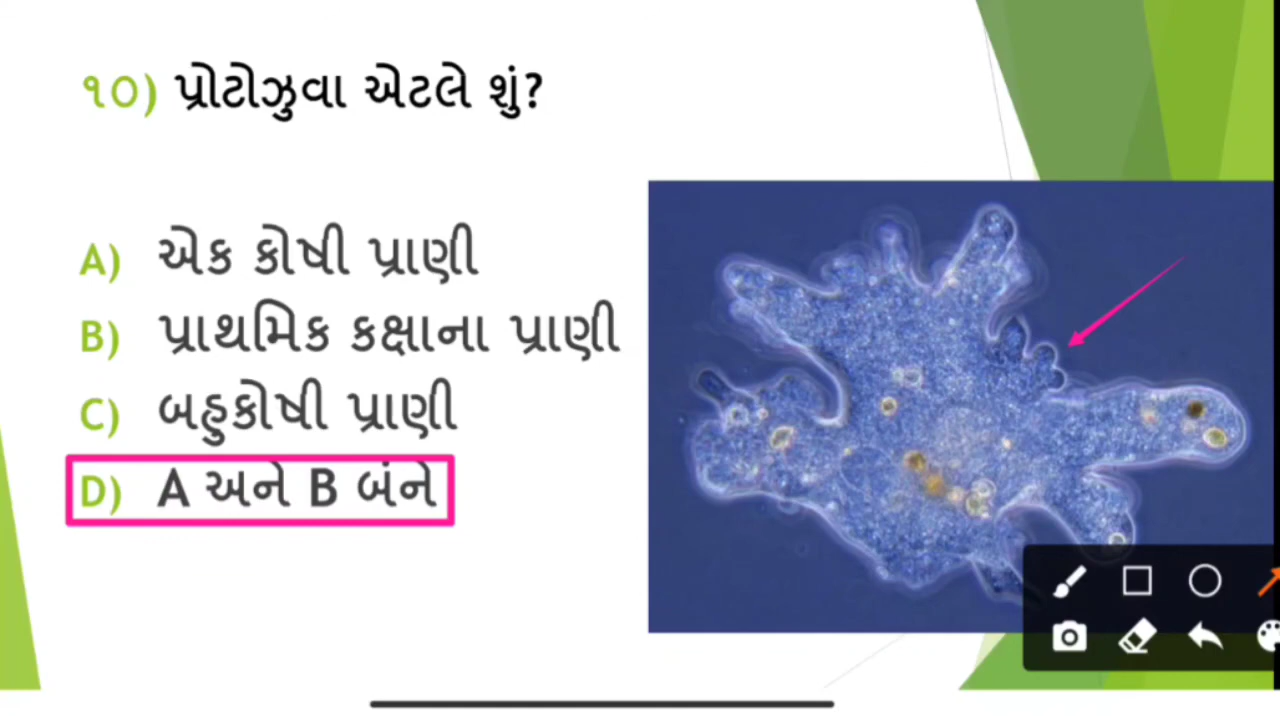 ૧૦) પ્રોટોઝુવા એટલે શું?
A) એક કોષી પ્રાણી
B) પ્રાથમિક કક્ષાના પ્રાણી
C) બહુકોષી પ્રાણી
D) A અને B બંને